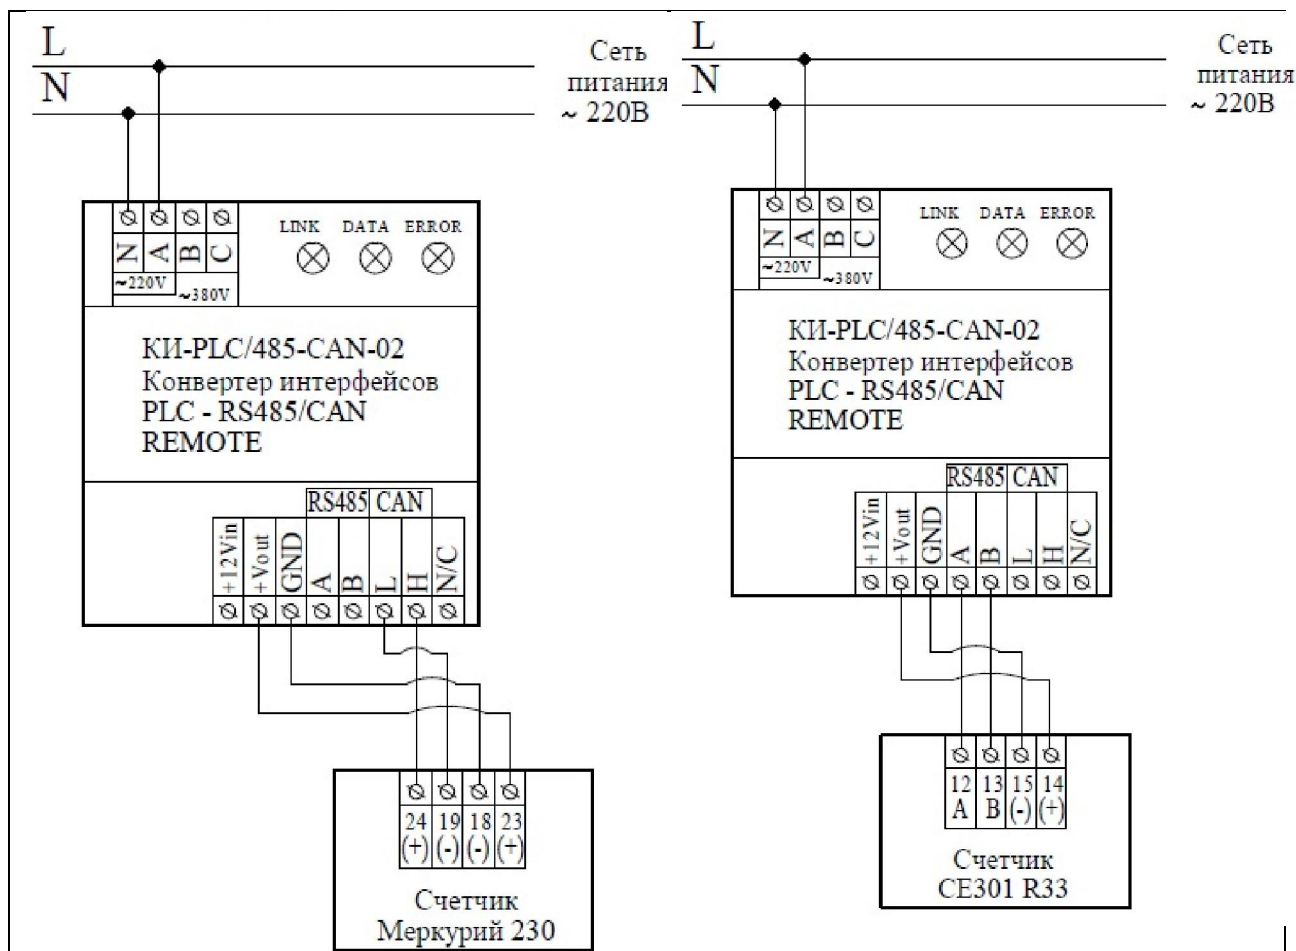 L
Сеть
N
питания
~ 220В
N
A
B
C
~220V
~380V
LINK DATA ERROR
КИ-PLC/485-CAN-02
Конвертер интерфейсов
PLC - RS485/CAN
REMOTE
RS485 CAN
+12Vin
+Vout
GND
A
B
L
H
N/C
24 19 18 23
(+) (-) (-) (+)
Счетчик
Меркурий 230
L
Сеть
N
питания
~ 220В
N
A
B
C
~220V
~380V
LINK DATA ERROR
КИ-PLC/485-CAN-02
Конвертер интерфейсов
PLC - RS485/CAN
REMOTE
RS485 CAN
+12Vin
+Vout
GND
A
B
L
H
N/C
12 13 15 14
A B (-) (+)
Счетчик
СЕ301 R33